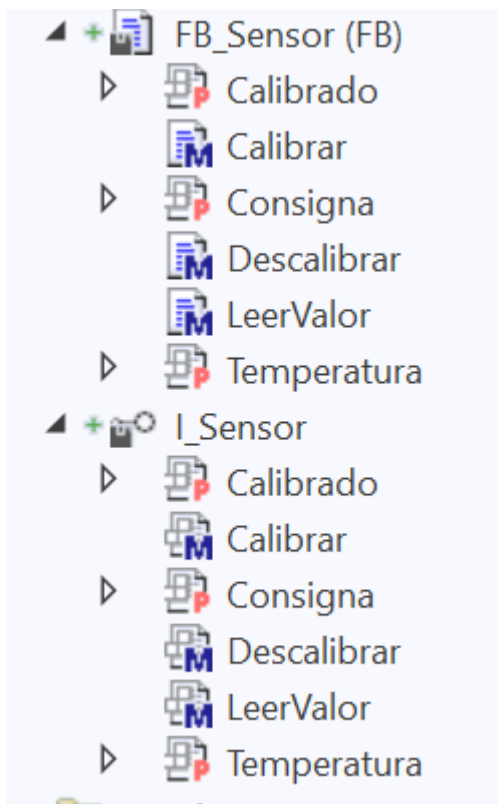 FB_Sensor (FB)
Calibrado
Calibrar
Consigna
Descalibrar
LeerValor
Temperatura
I_Sensor
Calibrado
Calibrar
Consigna
Descalibrar
LeerValor
Temperatura